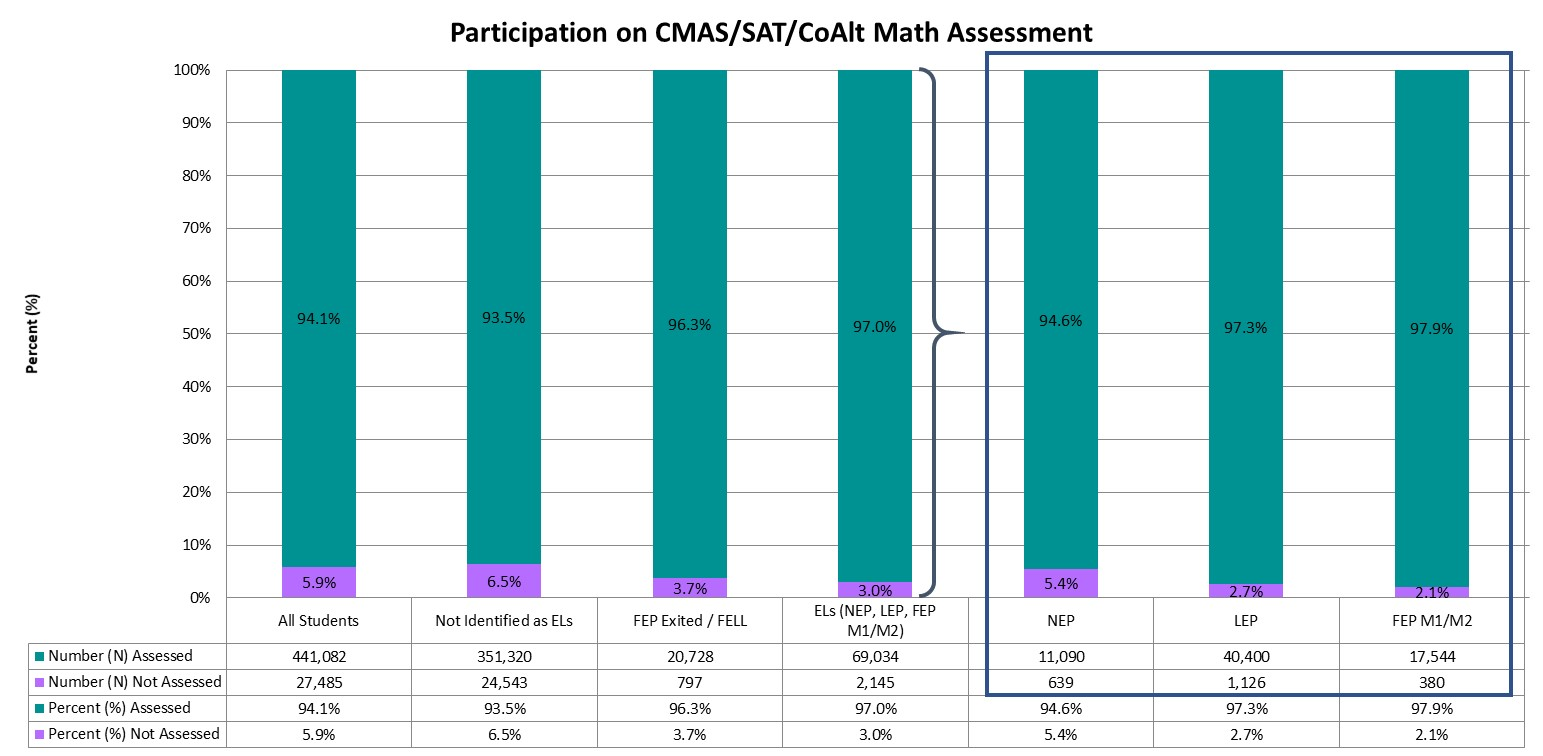 Participation on CMAS/SAT/CoAlt Math Assessment
Percent (%)
100%
90%
80%
70%
60%
50%
40%
30%
20%
10%
0%
94.1% 93.5% 96.3% 97.0% 94.6% 97.3% 97.9%
5.9% 6.5% 3.7% 3.0% 5.4% 2.7% 2.1%
All Students Not Identified as ELs FEP Exited / FELL ELs (NEP, LEP, FEP M1/M2) NEP LEP FEP M1/M2
Number (N) Assessed 441,082 351,320 20,728 69,034 11,090 40,400 17,544
Number (N) Not Assessed 27,485 24,543 797 2,145 639 1,126 380
Percent (%) Assessed 94.1% 93.5% 96.3% 97.0% 94.6% 97.3% 97.9%
Percent (%) Not Assessed 5.9% 6.5% 3.7% 3.0% 5.4% 2.7% 2.1%